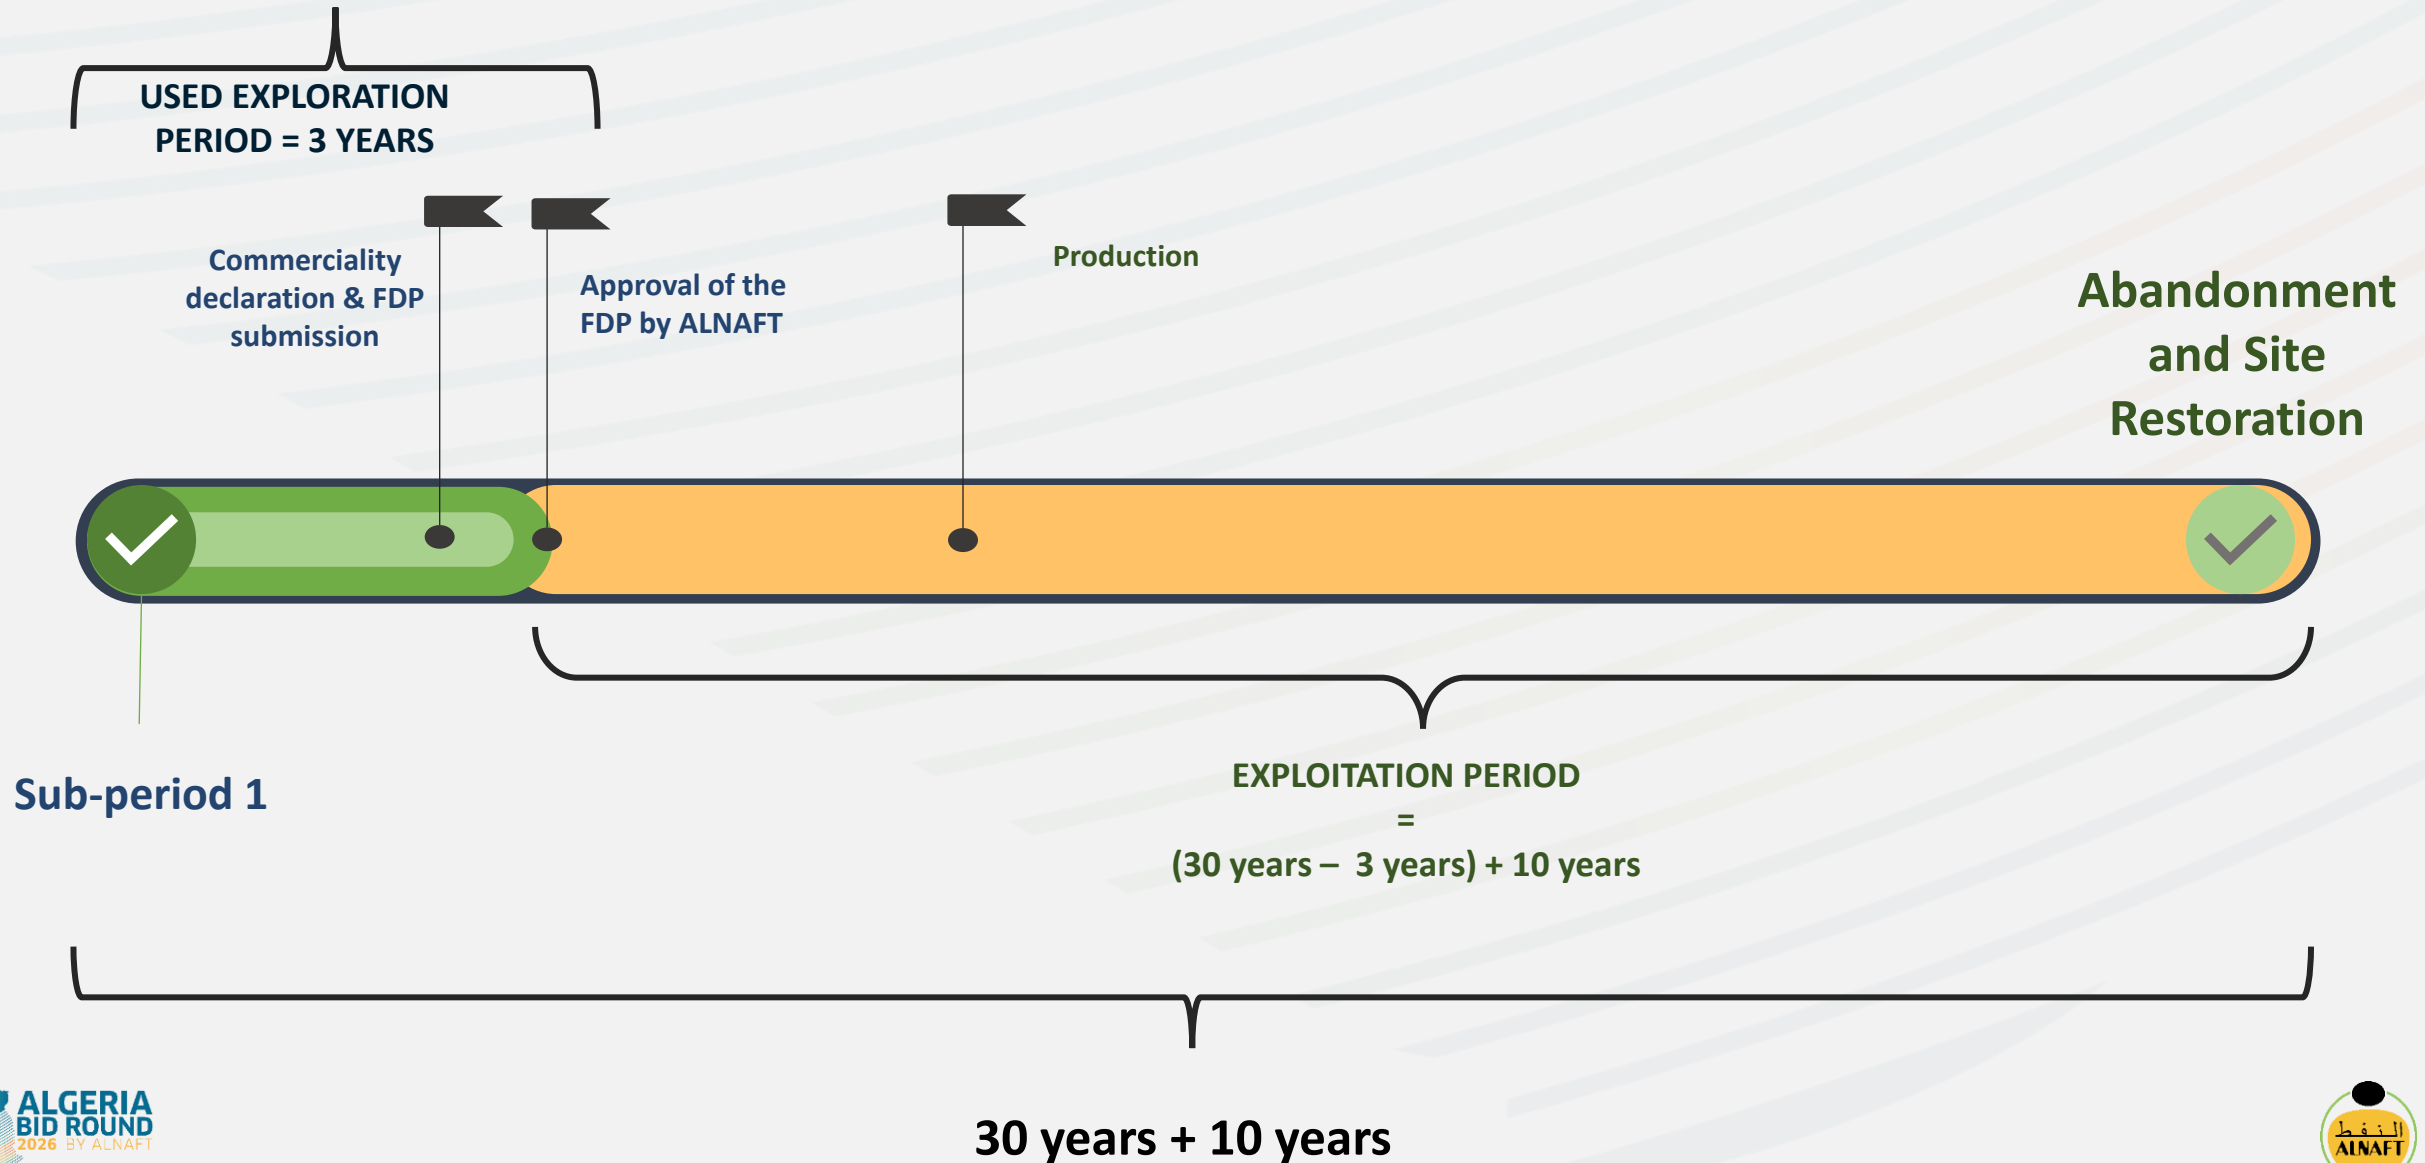 USED EXPLORATION
PERIOD = 3 YEARS
Commerciality
declaration & FDP
submission
Approval of the
FDP by ALNAFT
Production
Abandonment
and Site
Restoration
Sub-period 1
EXPLOITATION PERIOD
=
(30 years – 3 years) + 10 years
30 years + 10 years
ALGERIA
BID ROUND
2026 BY ALNAFT
النفط
ALNAFT